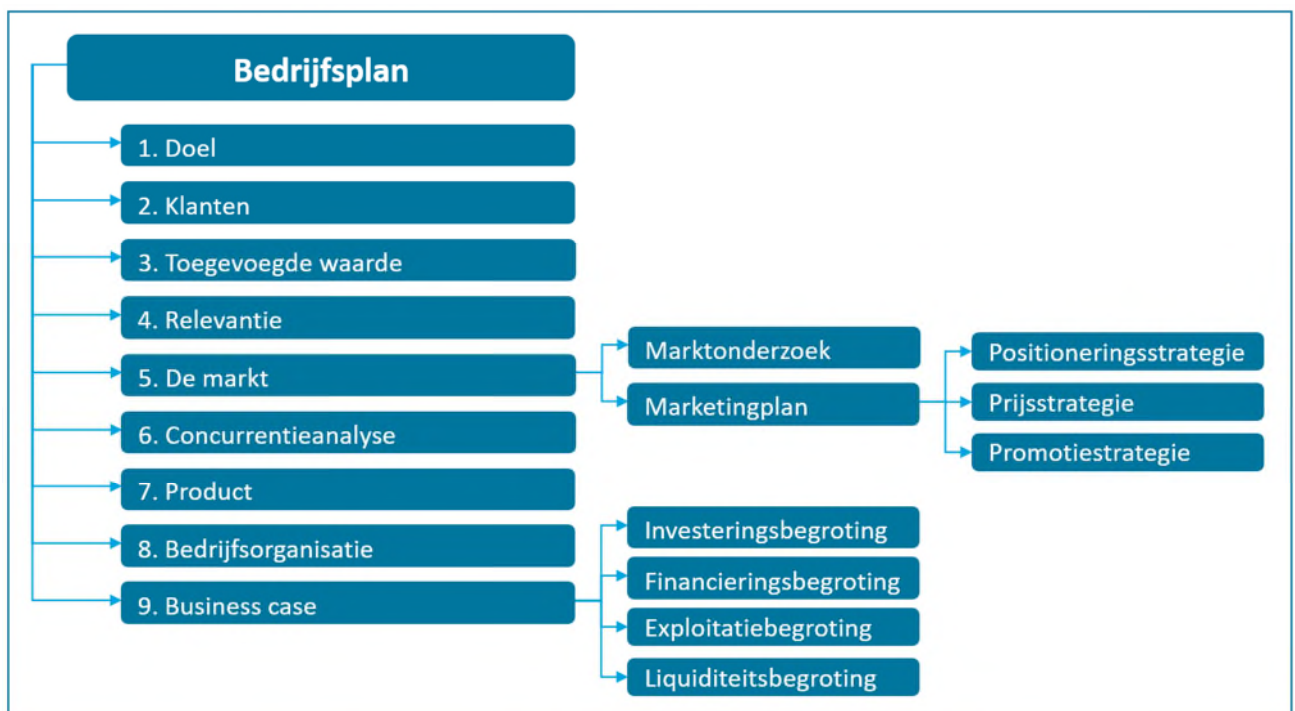 Bedrijfsplan
1. Doel
2. Klanten
3. Toegevoegde waarde
4. Relevantie
5. De markt
Marktonderzoek
Marketingplan
Positioneringsstrategie
Prijsstrategie
Promotiestrategie
6. Concurrentieanalyse
7. Product
8. Bedrijfsorganisatie
9. Business case
Investeringsbegroting
Financieringsbegroting
Exploitatiebegroting
Liquiditeitsbegroting